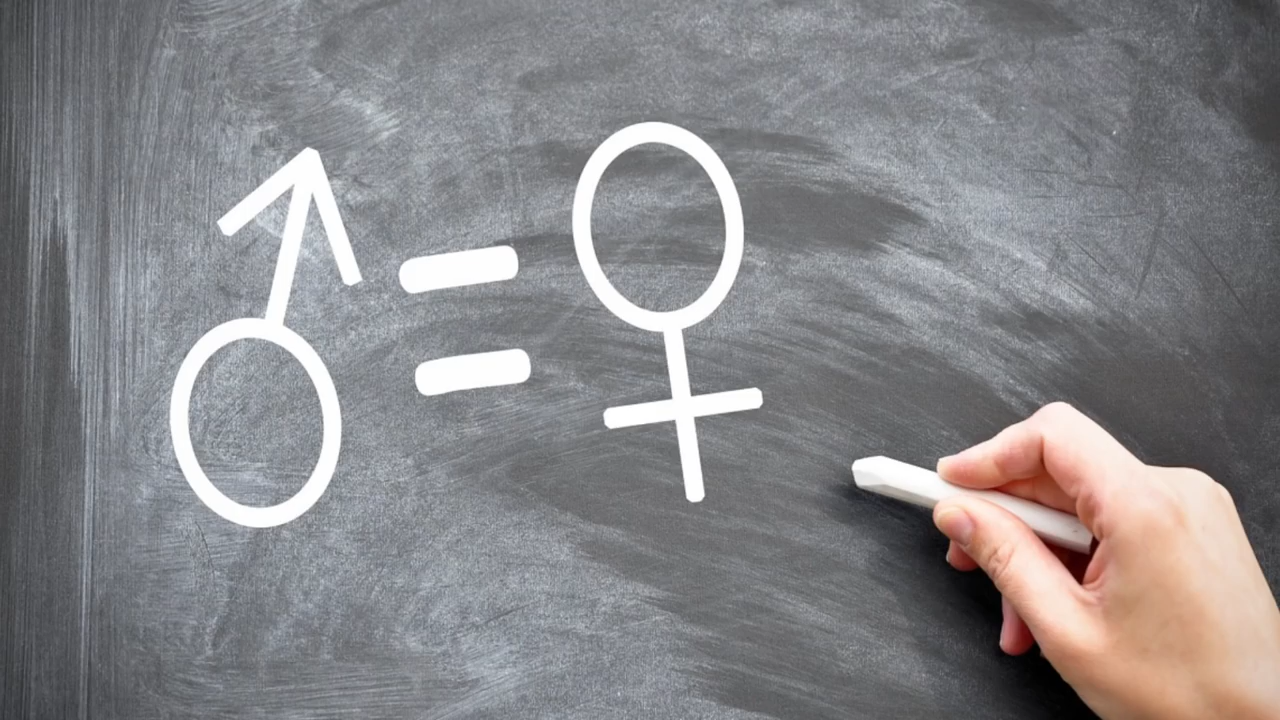 ♂ = ♀